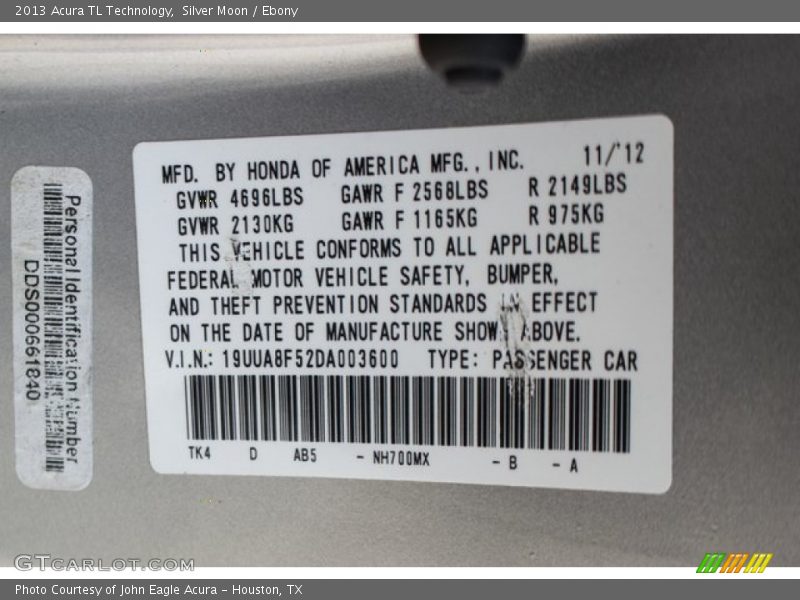 2013 Acura TL Technology,  Silver Moon / Ebony
MFD. BY HONDA OF AMERICA MFG., INC. 11/'12
GVWR 4696LBS GAWR F 2568LBS R 2149LBS
GVWR 2130KG GAWR F 1165KG R 975KG
THIS VEHICLE CONFORMS TO ALL APPLICABLE
FEDERAL MOTOR VEHICLE SAFETY, BUMPER,
AND THEFT PREVENTION STANDARDS IN EFFECT
ON THE DATE OF MANUFACTURE SHOWN ABOVE.
V.I.N.: 19UUA8F52DA003600 TYPE: PASSENGER CAR
TK4 D AB5 - NH700MX - B - A
Personal Identification Number
DDS000661840
GTcarlot.com
Photo Courtesy of John Eagle Acura - Houston, TX